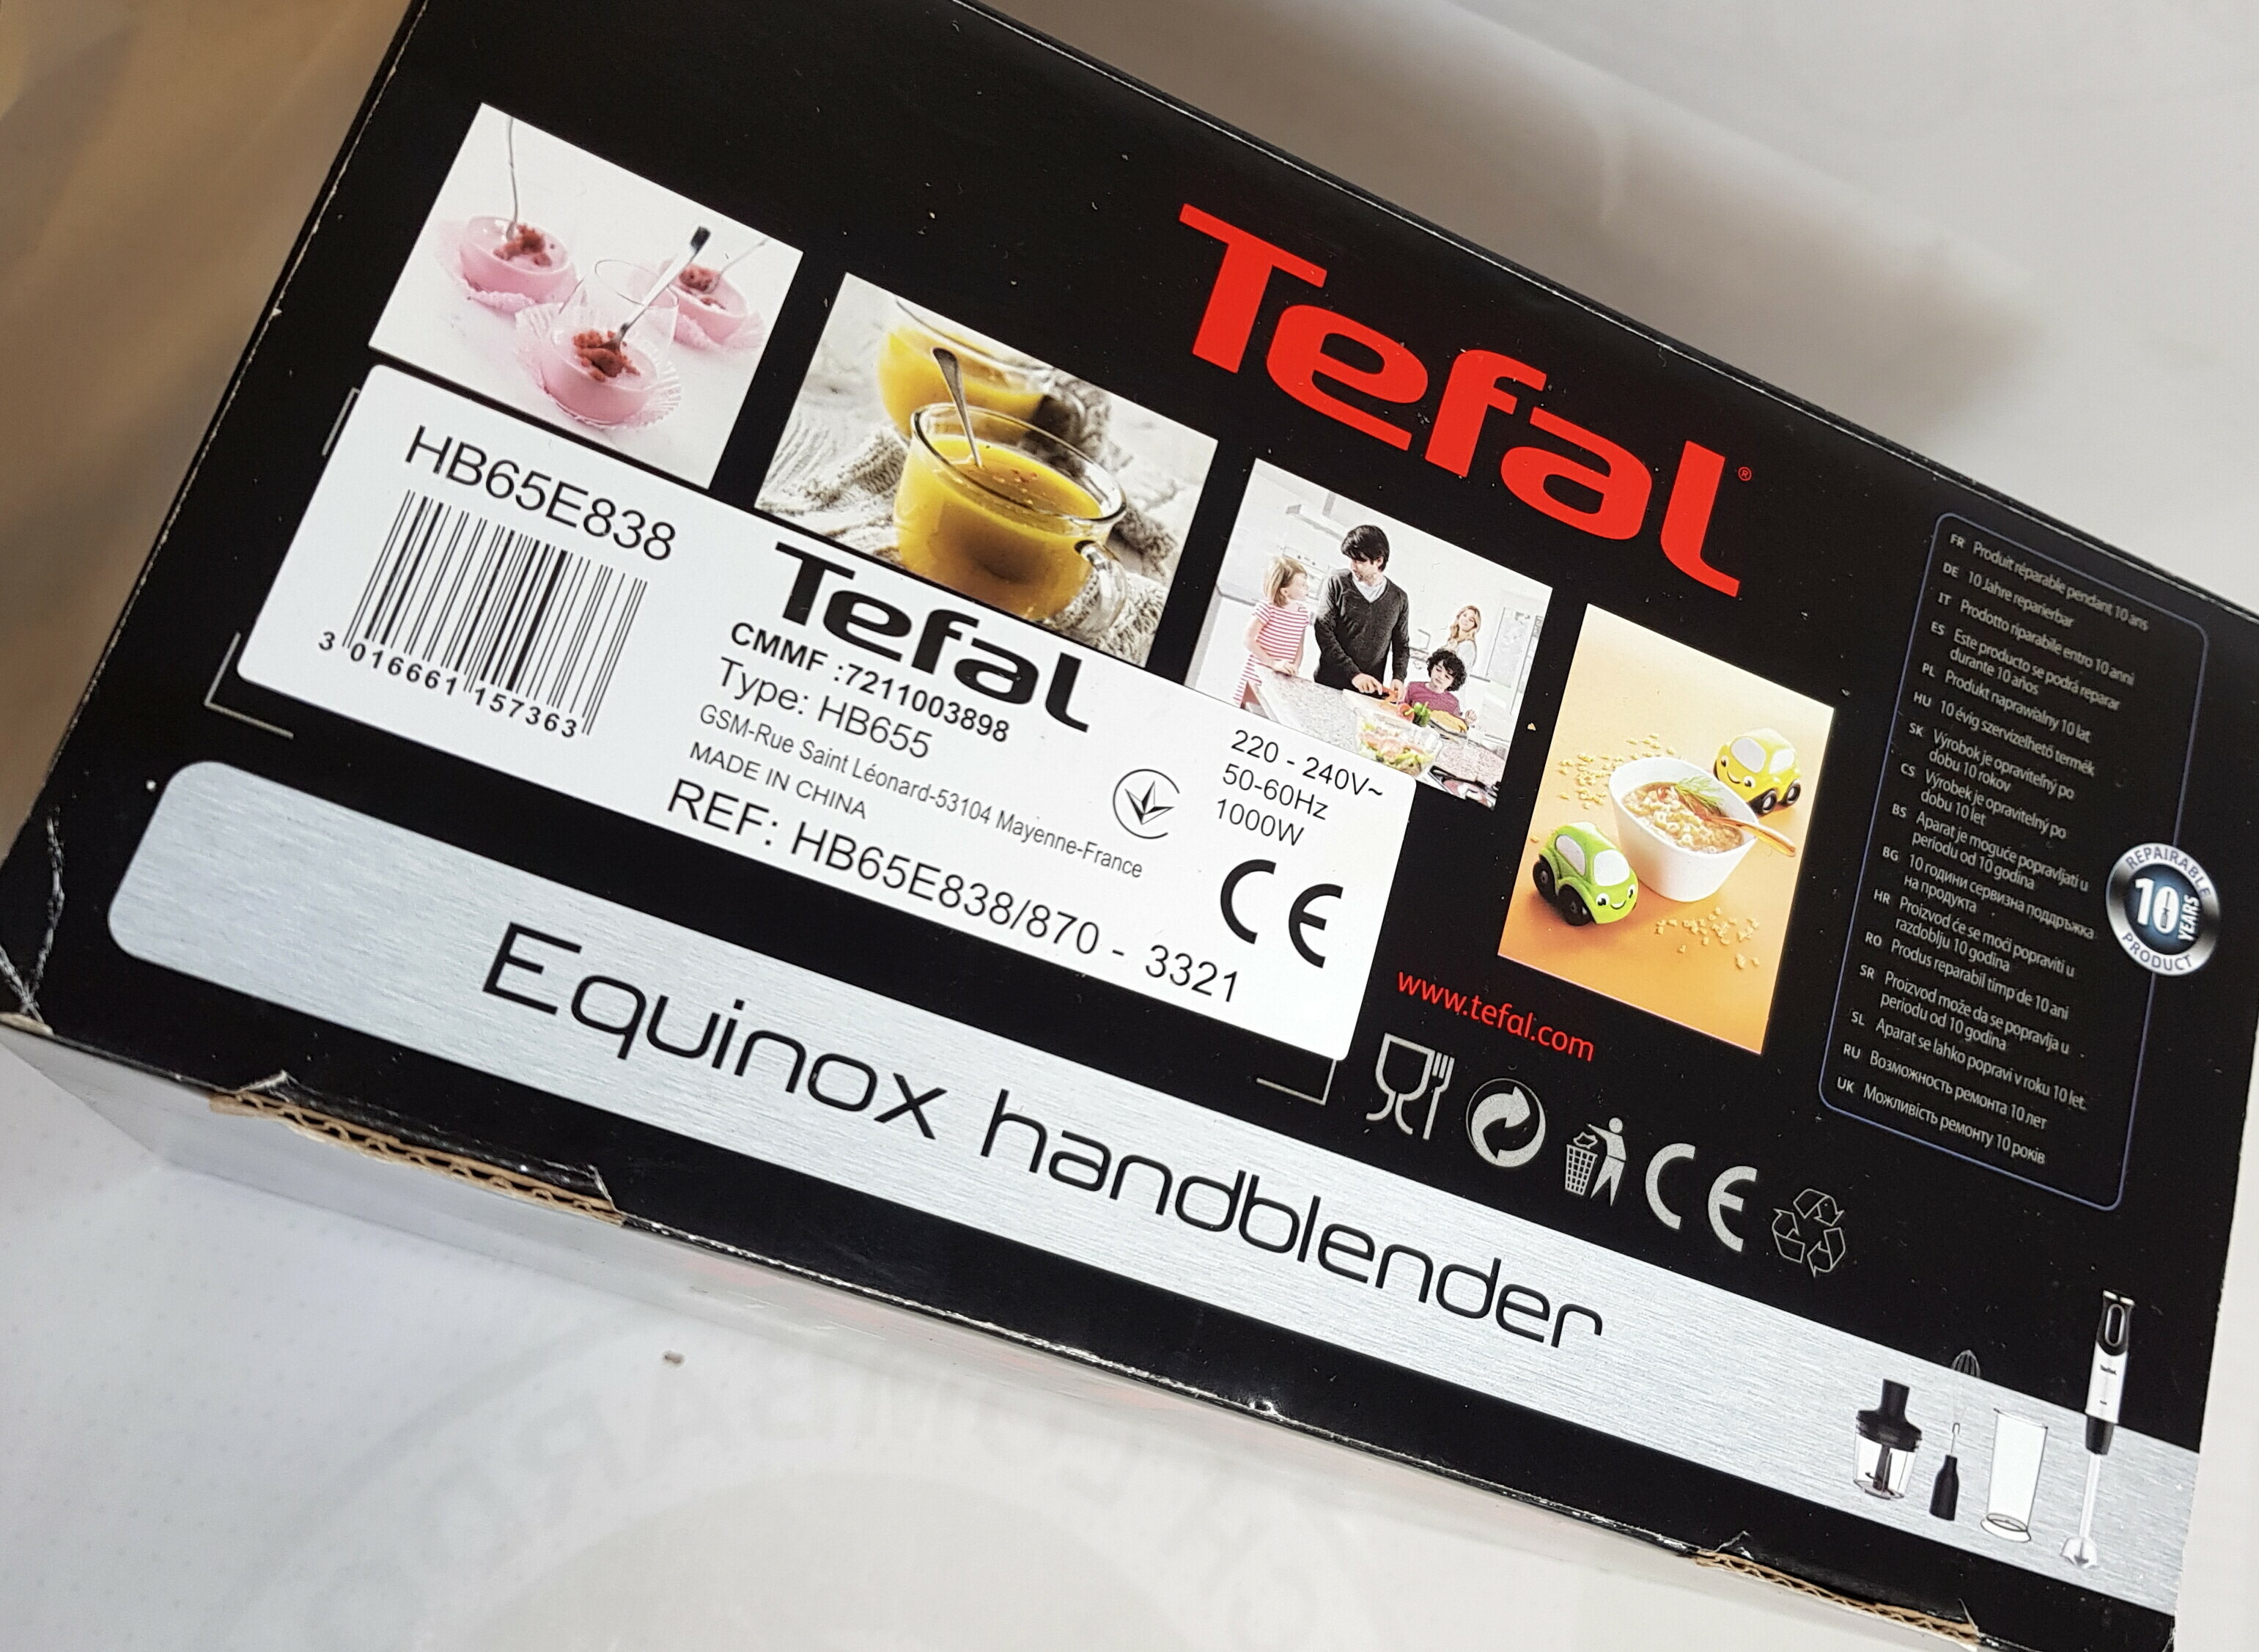 Tefal®
HB65E838
3 016661 157363
Tefal
CMMF :7211003898
Type: HB655
GSM-Rue Saint Léonard-53104 Mayenne-France
MADE IN CHINA
REF: HB65E838/870 - 3321
220 - 240V~
50-60Hz
1000W
CE
www.tefal.com
CE
Equinox handblender
FR Produit réparable pendant 10 ans
DE 10 Jahre reparierbar
IT Prodotto riparabile entro 10 anni
ES Este producto se podrá reparar
durante 10 años
PL Produkt naprawialny 10 lat
HU 10 évig szervizelhető termék
SK Výrobok je opraviteľný po
dobu 10 rokov
CS Výrobek je opravitelný po
dobu 10 let
BS Aparat je moguće popravljati u
periodu od 10 godina
BG 10 години сервизна поддръжка
на продукта
HR Proizvod će se moći popraviti u
razdoblju 10 godina
RO Produs reparabil timp de 10 ani
SR Proizvod može da se popravlja u
periodu od 10 godina
SL Aparat se lahko popravi v roku 10 let.
RU Возможность ремонта 10 лет
UK Можливість ремонту 10 років
REPAIRABLE
10 YEARS
PRODUCT